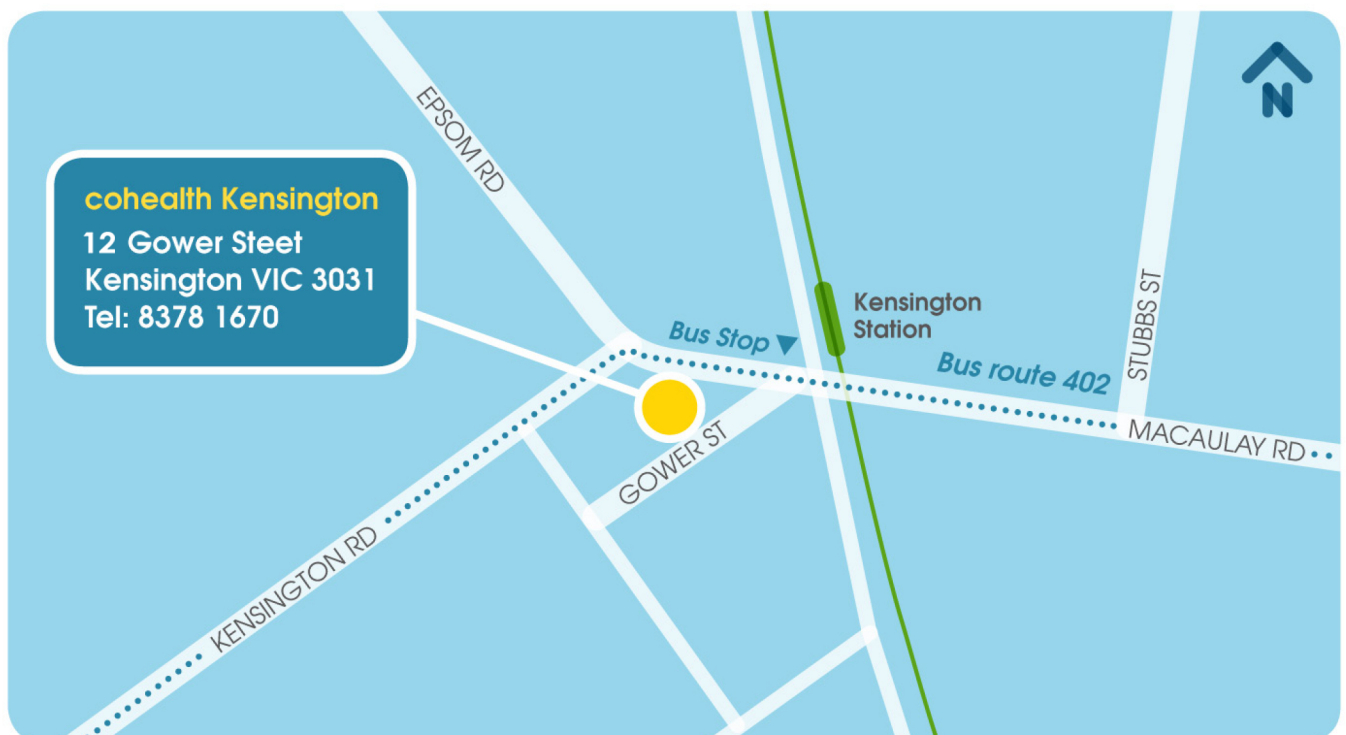 EPSOM RD
N
cohealth Kensington
12 Gower Steet
Kensington VIC 3031
Tel: 8378 1670
Kensington
Station
Bus Stop
Bus route 402
STUBBS ST
MACAULAY RD
GOWER ST
KENSINGTON RD